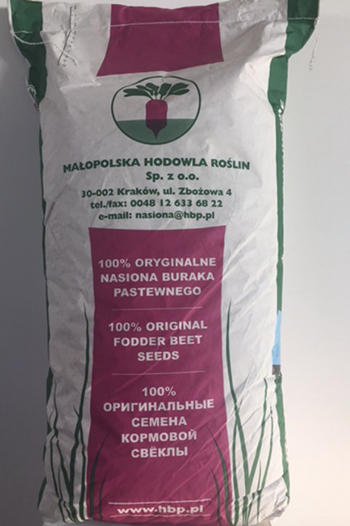 MAŁOPOLSKA HODOWLA ROŚLIN
Sp. z o.o.
30-002 Kraków, ul. Zbożowa 4
tel./fax: 0048 12 633 68 22
e-mail: nasiona@hbp.pl
100% ORYGINALNE
NASIONA BURAKA
PASTEWNEGO
100% ORIGINAL
FODDER BEET
SEEDS
100%
ОРИГИНАЛЬНЫЕ
СЕМЕНА
КОРМОВОЙ
СВЁКЛЫ
www.hbp.pl